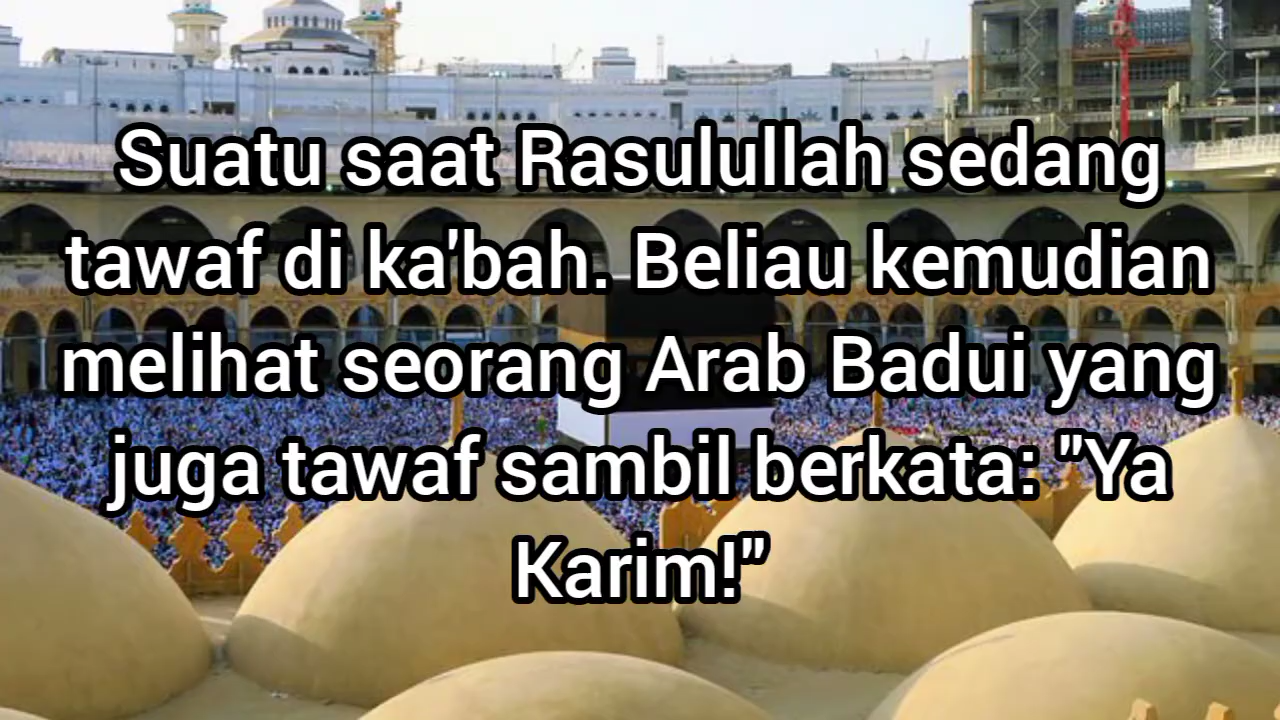 Suatu saat Rasulullah sedang
tawaf di ka'bah. Beliau kemudian
melihat seorang Arab Badui yang
juga tawaf sambil berkata: "Ya
Karim!"